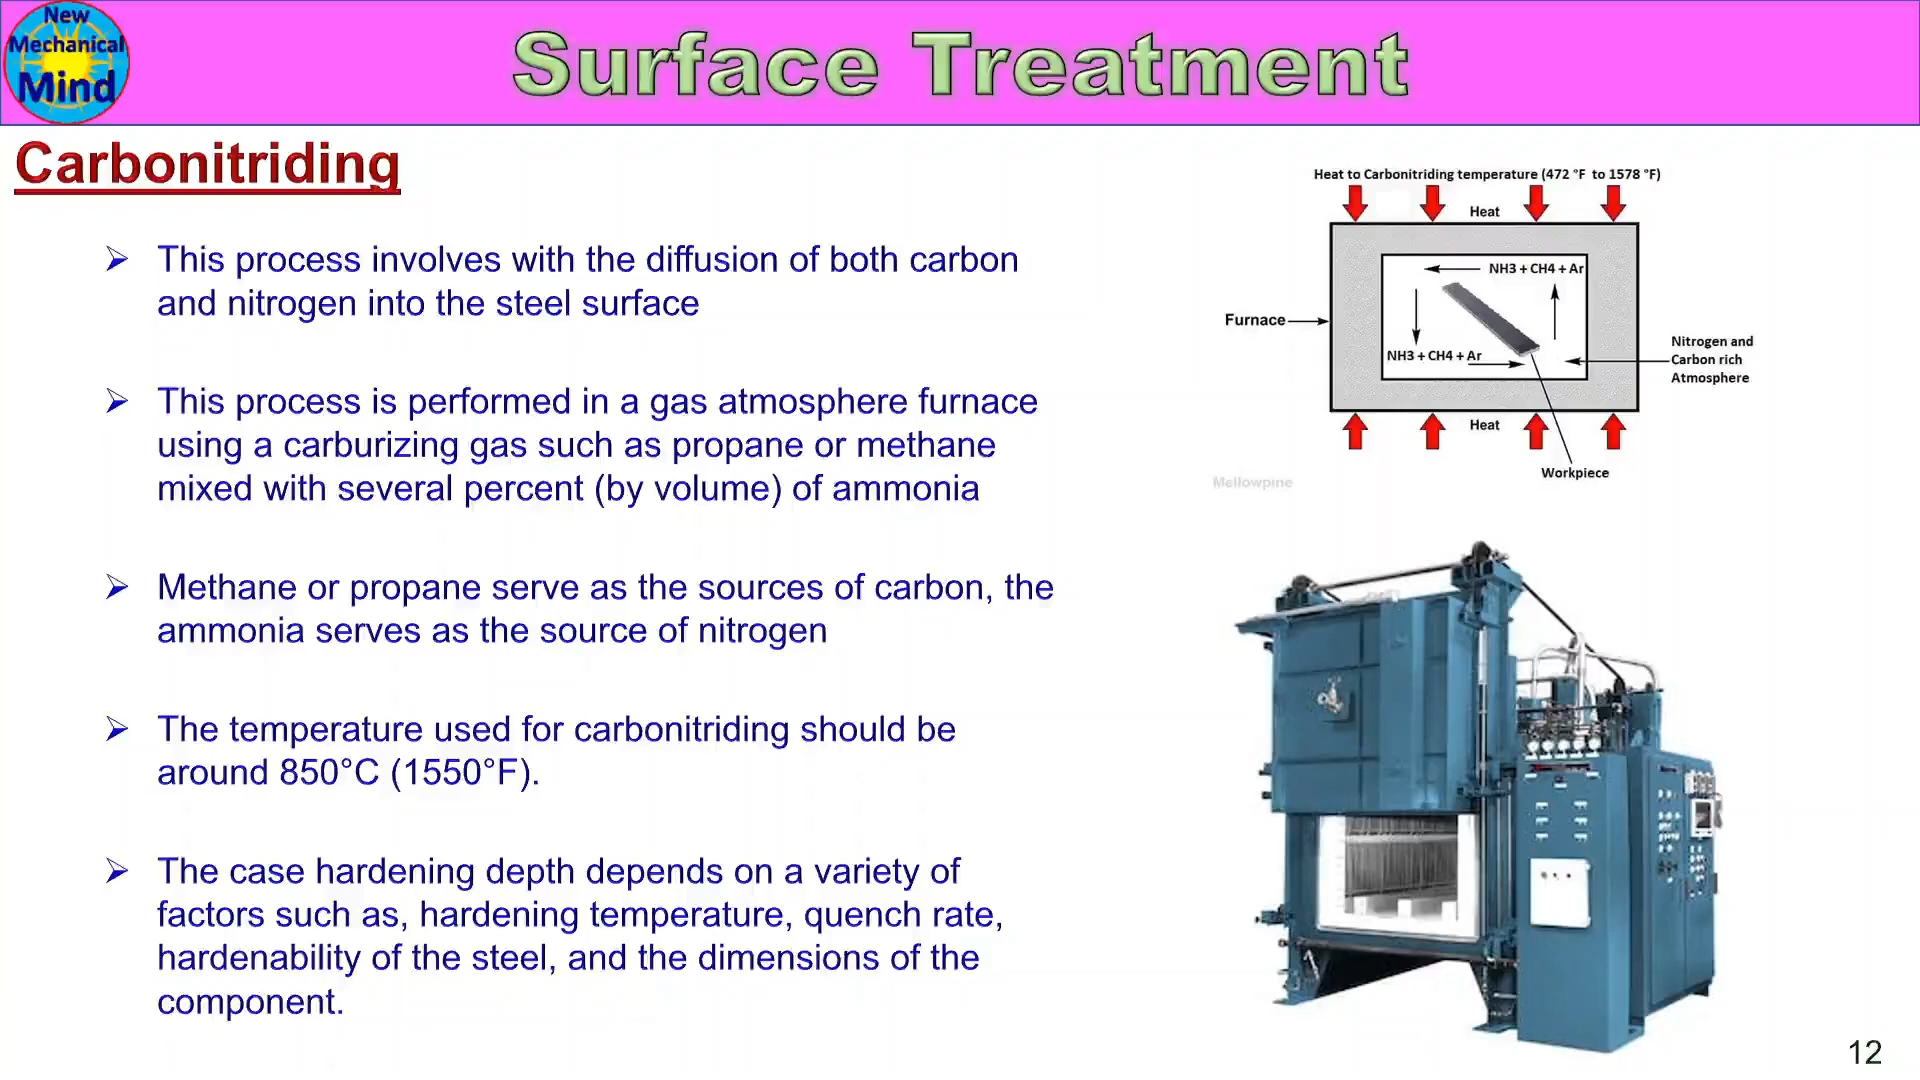 New
Mechanical
Mind
Surface Treatment
Carbonitriding
This process involves with the diffusion of both carbon
and nitrogen into the steel surface
This process is performed in a gas atmosphere furnace
using a carburizing gas such as propane or methane
mixed with several percent (by volume) of ammonia
Methane or propane serve as the sources of carbon, the
ammonia serves as the source of nitrogen
The temperature used for carbonitriding should be
around 850°C (1550°F).
The case hardening depth depends on a variety of
factors such as, hardening temperature, quench rate,
hardenability of the steel, and the dimensions of the
component.
Heat to Carbonitriding temperature (472 °F to 1578 °F)
Heat
NH3 + CH4 + Ar
Furnace
Nitrogen and
Carbon rich
Atmosphere
NH3 + CH4 + Ar
Heat
Workpiece
Mellowpine
12